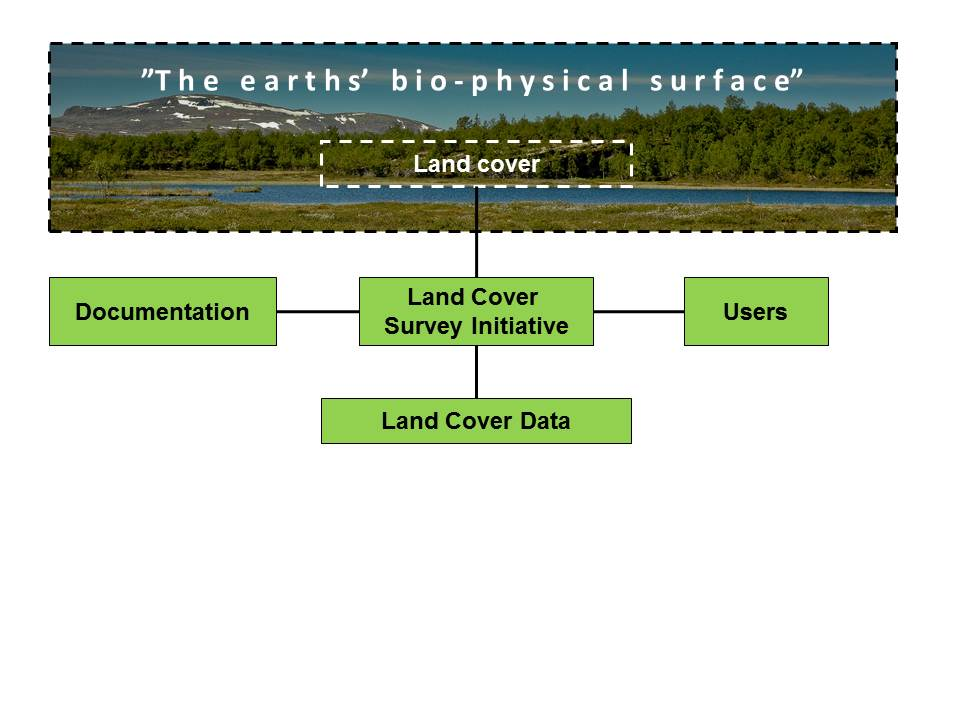 ”The earths’ bio-physical surface”
Land cover
Documentation
Land Cover
Survey Initiative
Users
Land Cover Data